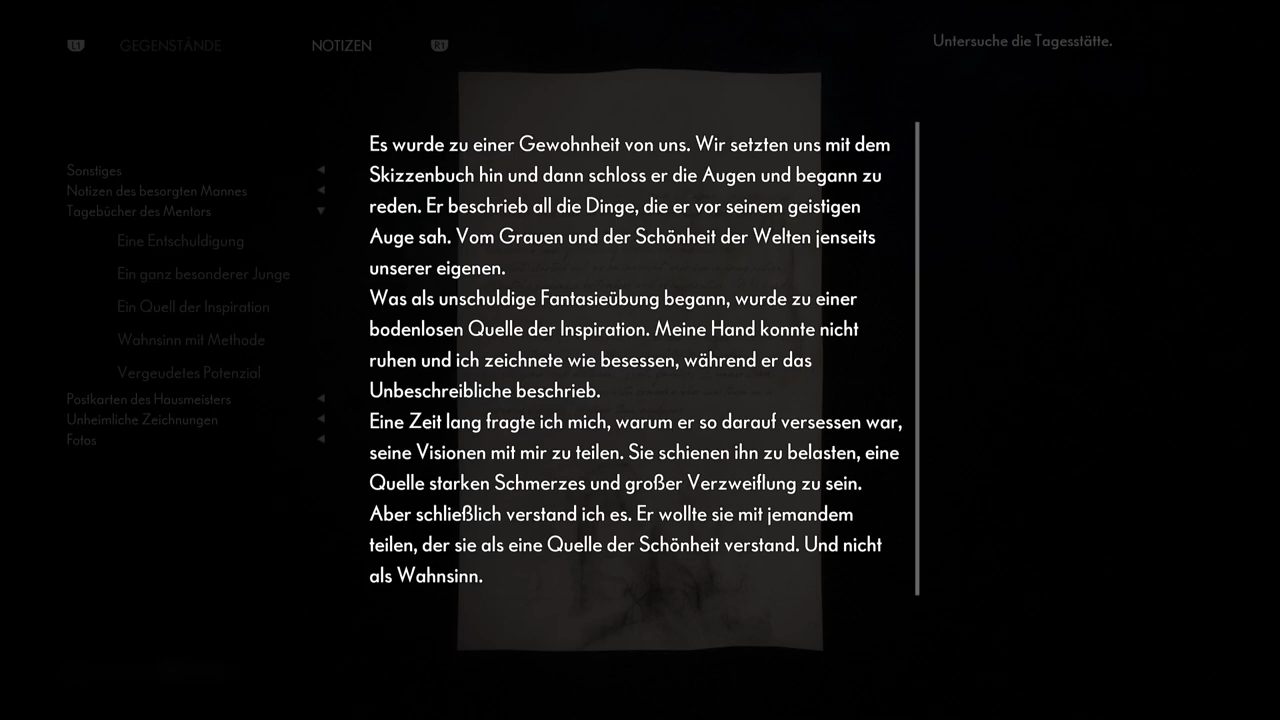 L1 GEGENSTÄNDE NOTIZEN R1
Untersuche die Tagesstätte.
Sonstiges
Notizen des besorgten Mannes
Tagebücher des Mentors
Eine Entschuldigung
Ein ganz besonderer Junge
Ein Quell der Inspiration
Wahnsinn mit Methode
Vergeudetes Potenzial
Postkarten des Hausmeisters
Unheimliche Zeichnungen
Fotos
Es wurde zu einer Gewohnheit von uns. Wir setzten uns mit dem
Skizzenbuch hin und dann schloss er die Augen und begann zu
reden. Er beschrieb all die Dinge, die er vor seinem geistigen
Auge sah. Vom Grauen und der Schönheit der Welten jenseits
unserer eigenen.
Was als unschuldige Fantasieübung begann, wurde zu einer
bodenlosen Quelle der Inspiration. Meine Hand konnte nicht
ruhen und ich zeichnete wie besessen, während er das
Unbeschreibliche beschrieb.
Eine Zeit lang fragte ich mich, warum er so darauf versessen war,
seine Visionen mit mir zu teilen. Sie schienen ihn zu belasten, eine
Quelle starken Schmerzes und großer Verzweiflung zu sein.
Aber schließlich verstand ich es. Er wollte sie mit jemandem
teilen, der sie als eine Quelle der Schönheit verstand. Und nicht
als Wahnsinn.